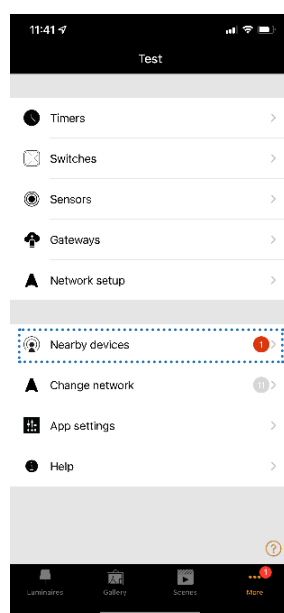 11:41
Test
Timers
Switches
Sensors
Gateways
Network setup
Nearby devices 1
Change network 11
App settings
Help
?
1
Luminaires Gallery Scenes More